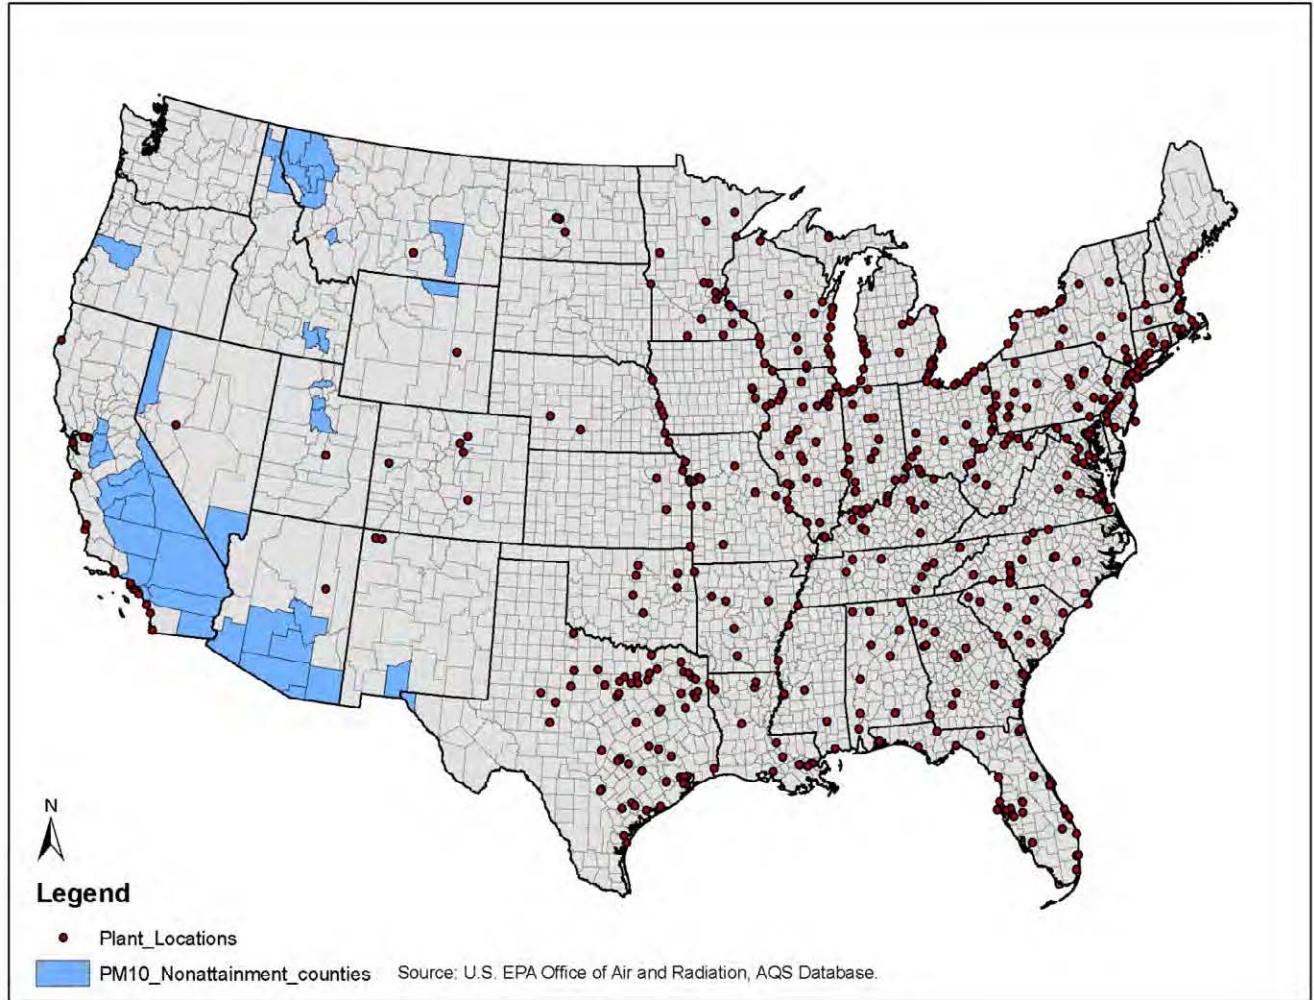 N
Legend
Plant_Locations
PM10_Nonattainment_counties Source: U.S. EPA Office of Air and Radiation, AQS Database.